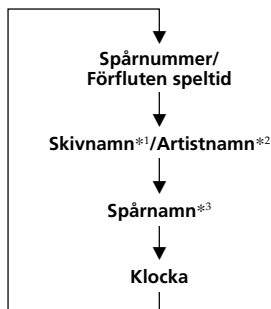 Spårnummer/
Förfluten speltid
Skivnamn*1/Artistnamn*2
Spårnamn*3
Klocka